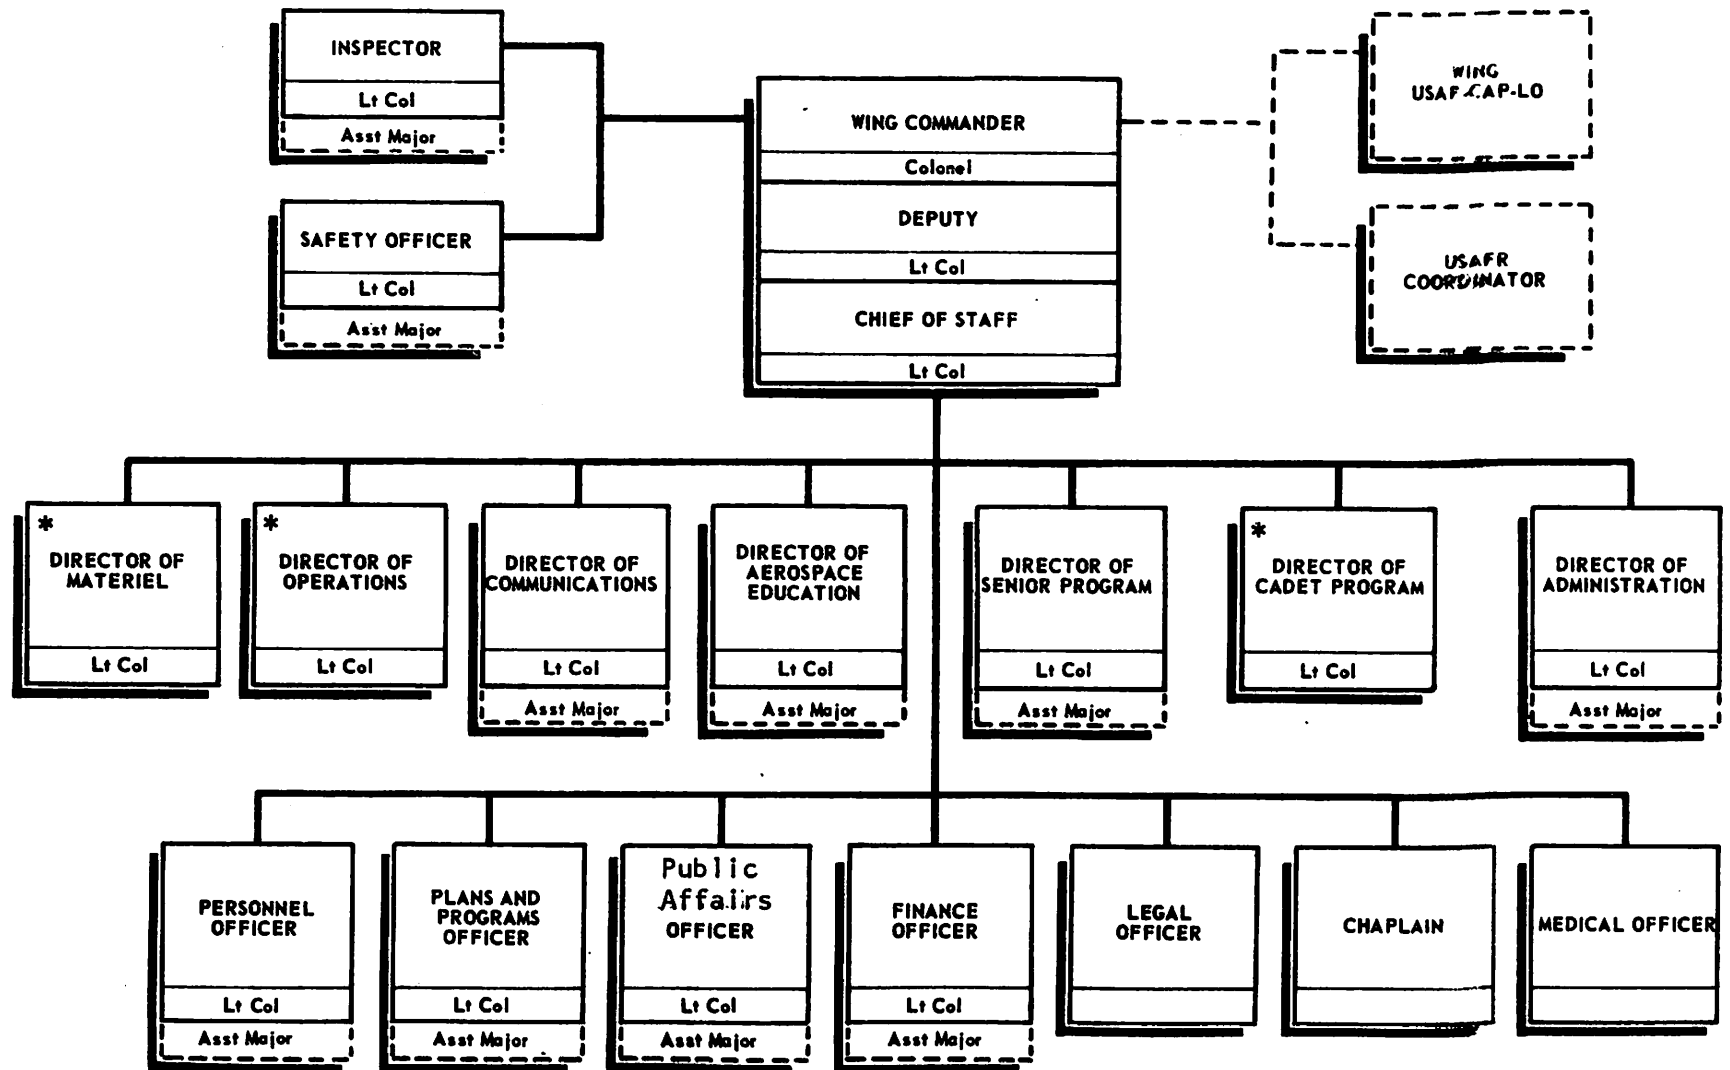 INSPECTOR
Lt Col
Asst Major
SAFETY OFFICER
Lt Col
Asst Major
WING COMMANDER
Colonel
DEPUTY
Lt Col
CHIEF OF STAFF
Lt Col
WING
USAF-CAP-LO
USAFR
COORDINATOR
*
DIRECTOR OF
MATERIEL
Lt Col
*
DIRECTOR OF
OPERATIONS
Lt Col
DIRECTOR OF
COMMUNICATIONS
Lt Col
Asst Major
DIRECTOR OF
AEROSPACE
EDUCATION
Lt Col
Asst Major
DIRECTOR OF
SENIOR PROGRAM
Lt Col
Asst Major
*
DIRECTOR OF
CADET PROGRAM
Lt Col
DIRECTOR OF
ADMINISTRATION
Lt Col
Asst Major
PERSONNEL
OFFICER
Lt Col
Asst Major
PLANS AND
PROGRAMS
OFFICER
Lt Col
Asst Major
Public
Affairs
OFFICER
Lt Col
Asst Major
FINANCE
OFFICER
Lt Col
Asst Major
LEGAL
OFFICER
CHAPLAIN
MEDICAL OFFICER